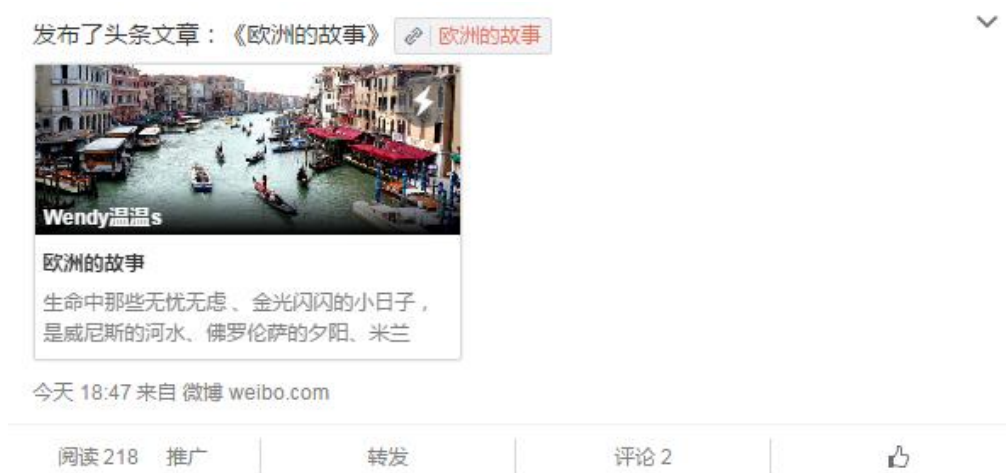 发布了头条文章：《欧洲的故事》 欧洲的故事
Wendy温温s
欧洲的故事
生命中那些无忧无虑、金光闪闪的小日子，
是威尼斯的河水、佛罗伦萨的夕阳、米兰
今天 18:47 来自 微博 weibo.com
阅读 218 推广 转发 评论 2